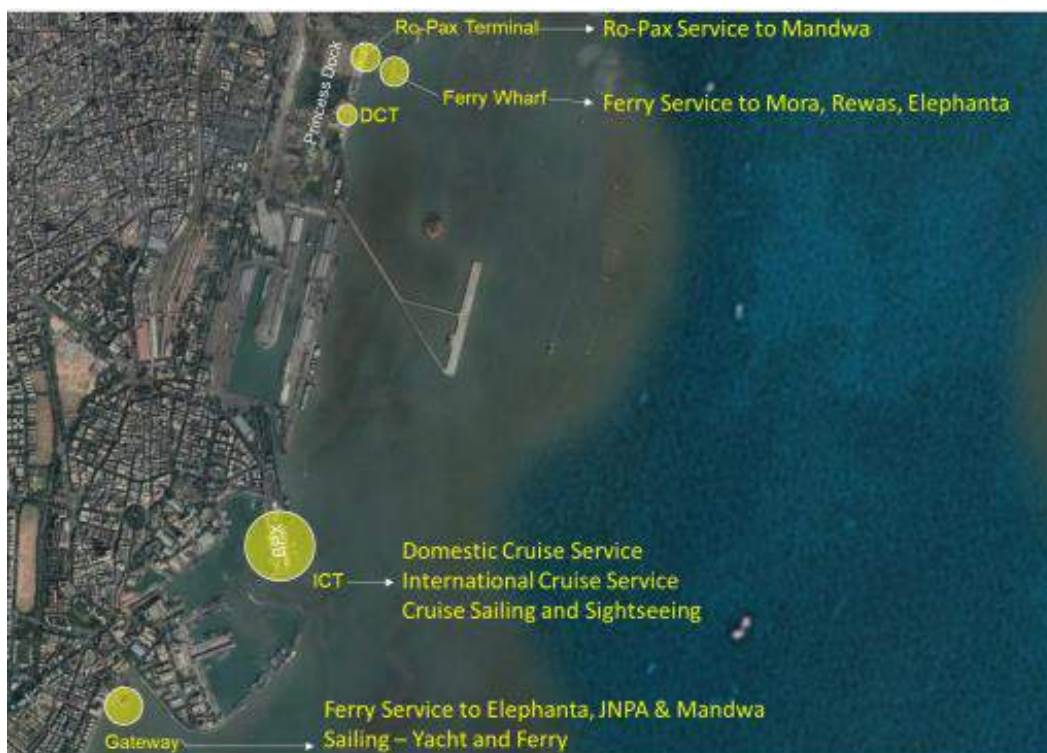 Ro-Pax Terminal
Ro-Pax Service to Mandwa
Princess Dock
Ferry Wharf
Ferry Service to Mora, Rewas, Elephanta
DCT
BPX
Domestic Cruise Service
ICT
International Cruise Service
Cruise Sailing and Sightseeing
Ferry Service to Elephanta, JNPA & Mandwa
Gateway
Sailing – Yacht and Ferry